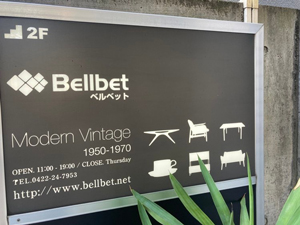 2F
Bellbet
ベルベット
Modern Vintage
1950-1970
OPEN. 11:00 - 19:00 / CLOSE. Thursday
TEL.0422-24-7953
http://www.bellbet.net